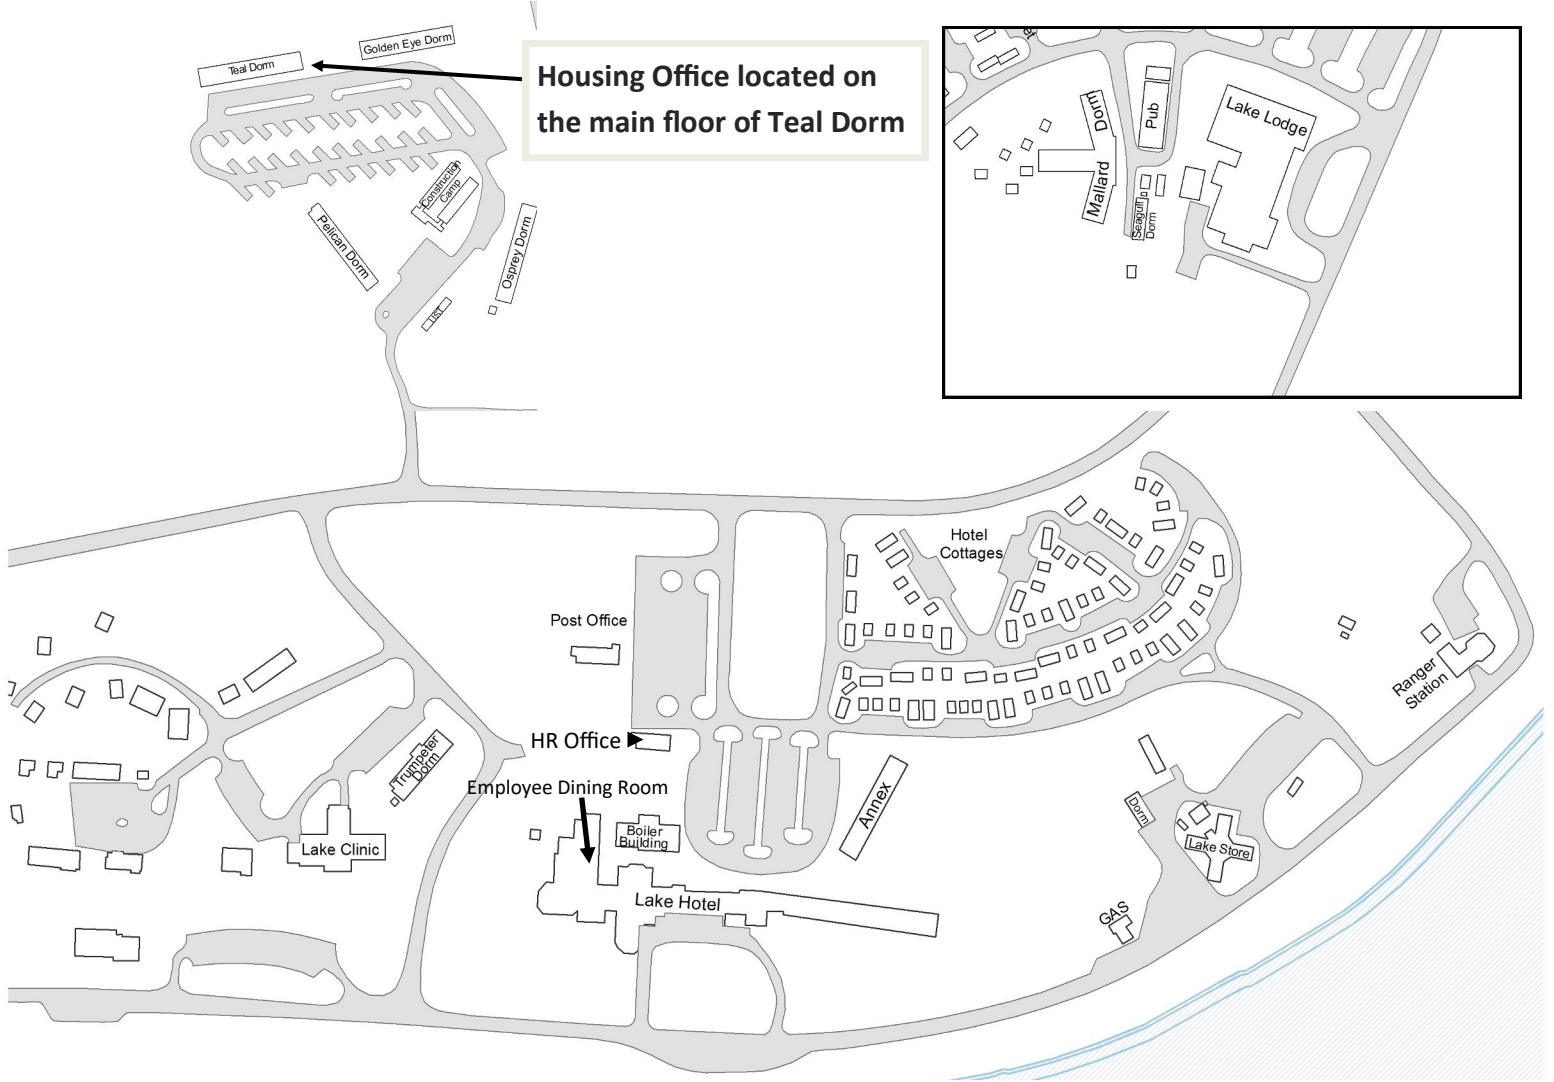 Golden Eye Dorm
Teal Dorm
Housing Office located on
the main floor of Teal Dorm
Construction
Camp
Pelican Dorm
Osprey Dorm
UST
Dorm
Mallard
Pub
Lake Lodge
Seagull
Dorm
Hotel
Cottages
Post Office
Ranger
Station
HR Office
Trumpeter
Dorm
Employee Dining Room
Annex
Boiler
Building
Dorm
Lake Clinic
Lake Store
Lake Hotel
GAS